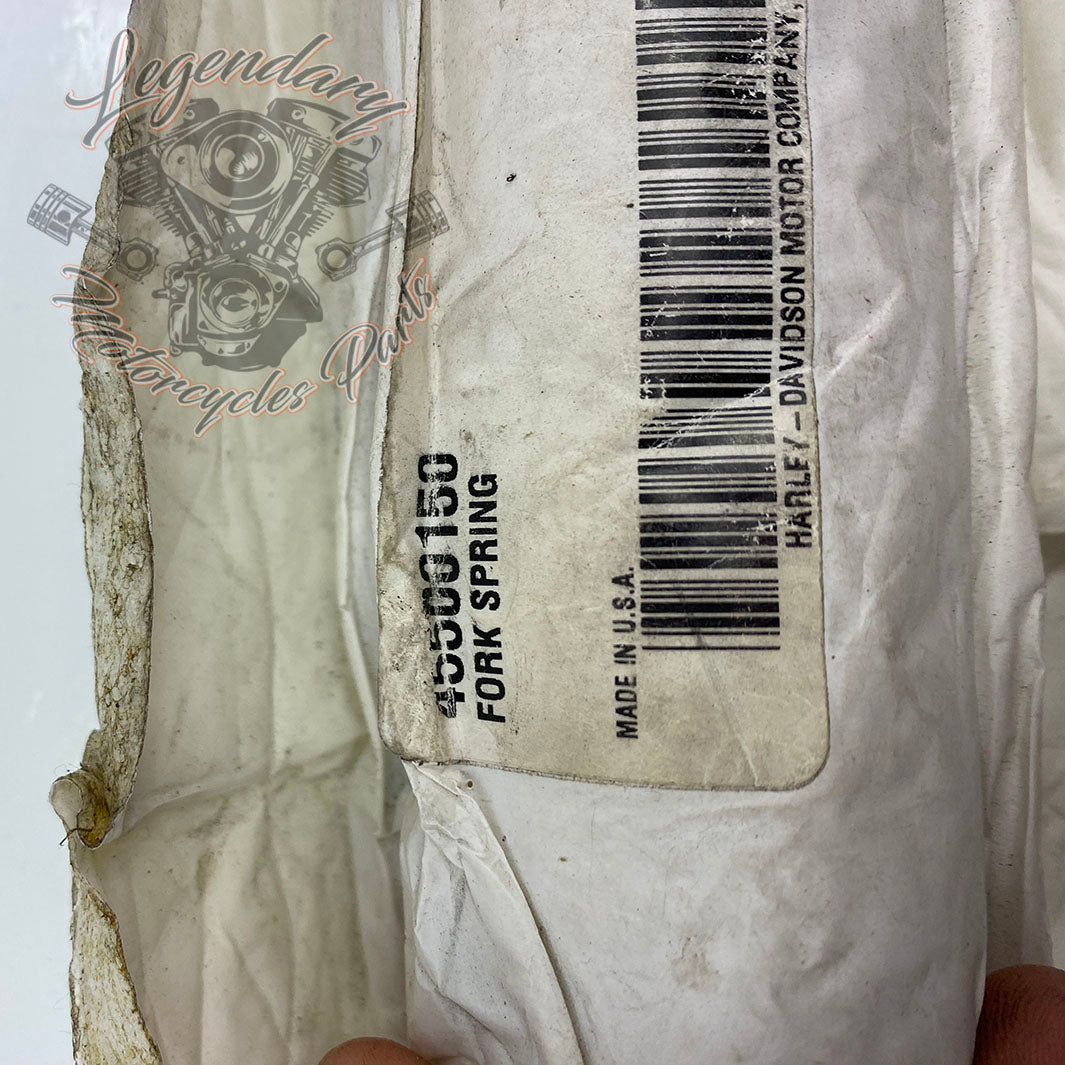 Legendary
Motorcycles Parts
45500150
FORK SPRING
MADE IN U.S.A.
HARLEY-DAVIDSON MOTOR COMPANY,